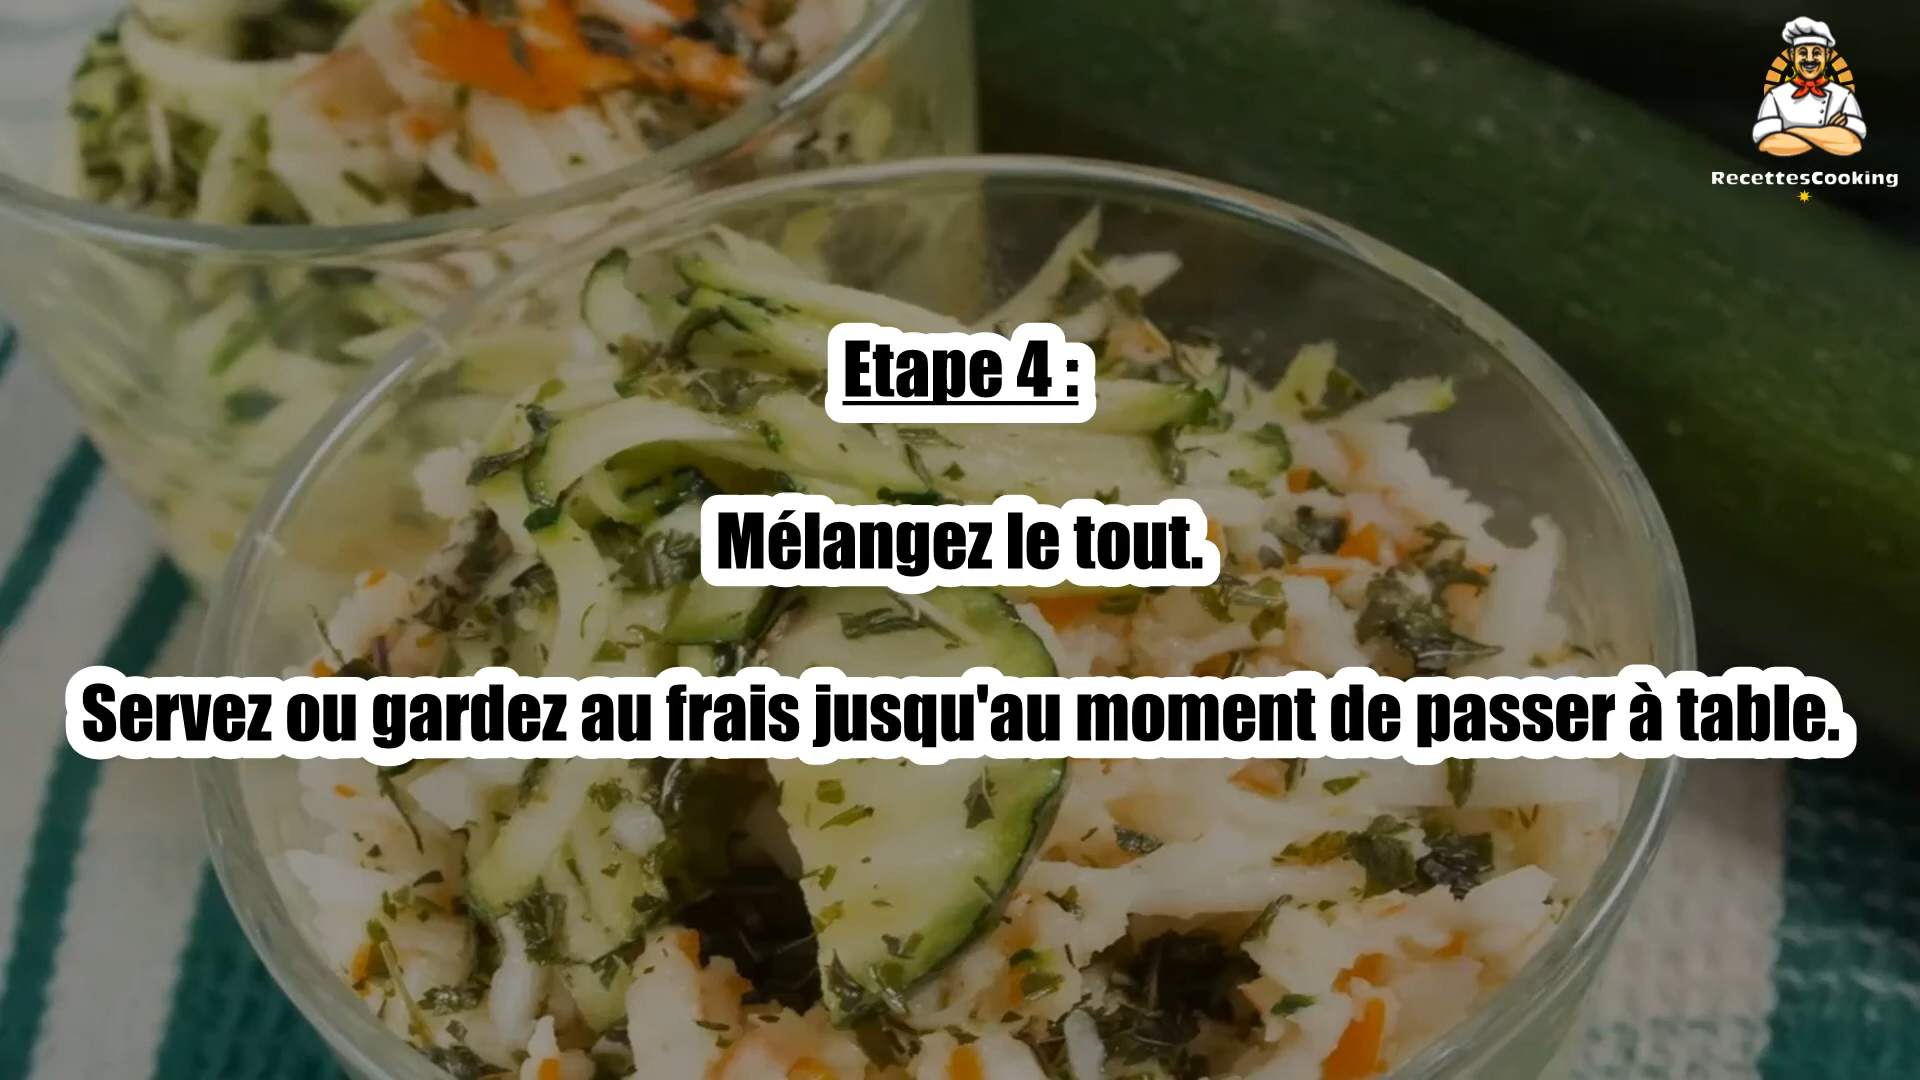 RecettesCooking
Etape 4 :
Mélangez le tout.
Servez ou gardez au frais jusqu'au moment de passer à table.